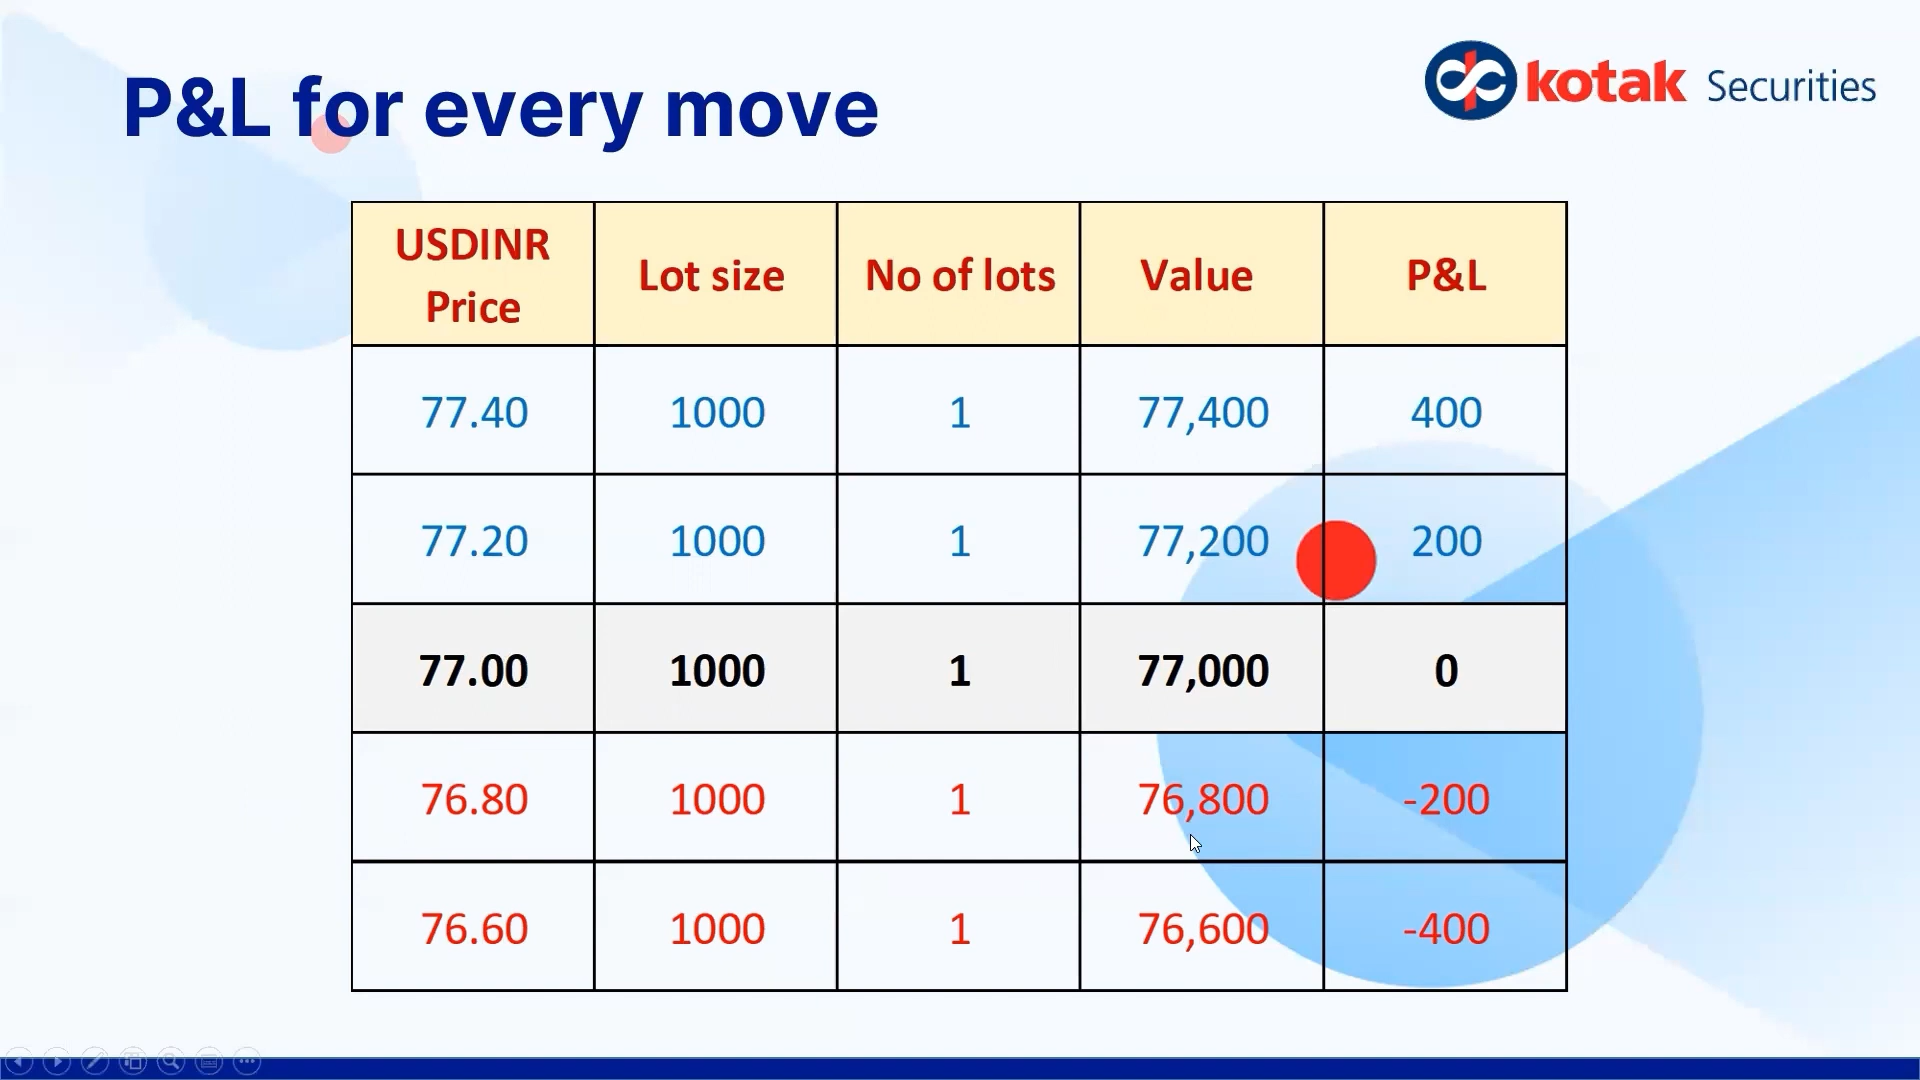 P&L for every move
kotak Securities
USDINR Price Lot size No of lots Value P&L
77.40 1000 1 77,400 400
77.20 1000 1 77,200 200
77.00 1000 1 77,000 0
76.80 1000 1 76,800 -200
76.60 1000 1 76,600 -400